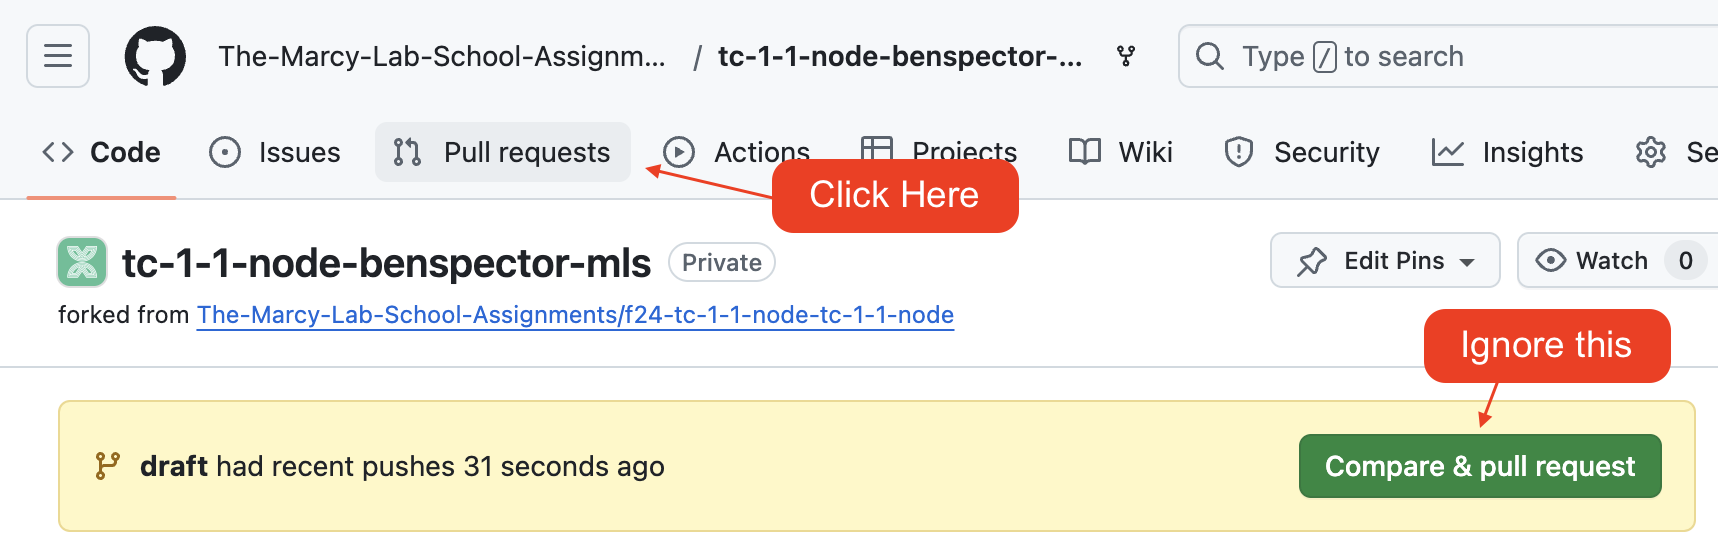 The-Marcy-Lab-School-Assignm... / tc-1-1-node-benspector-... Type / to search
Code Issues Pull requests Actions Projects Wiki Security Insights Se
Click Here
tc-1-1-node-benspector-mls Private Edit Pins Watch 0
forked from The-Marcy-Lab-School-Assignments/f24-tc-1-1-node-tc-1-1-node
Ignore this
draft had recent pushes 31 seconds ago Compare & pull request